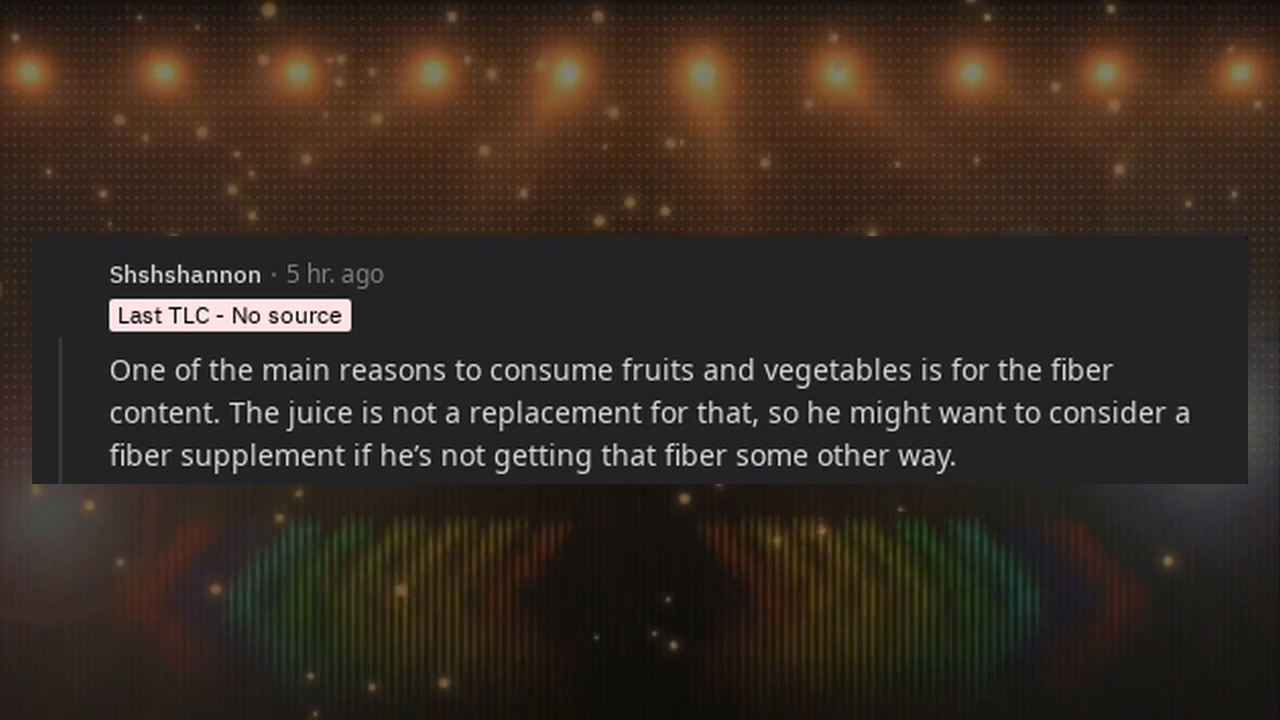 Shshshannon · 5 hr. ago
Last TLC - No source
One of the main reasons to consume fruits and vegetables is for the fiber
content. The juice is not a replacement for that, so he might want to consider a
fiber supplement if he’s not getting that fiber some other way.